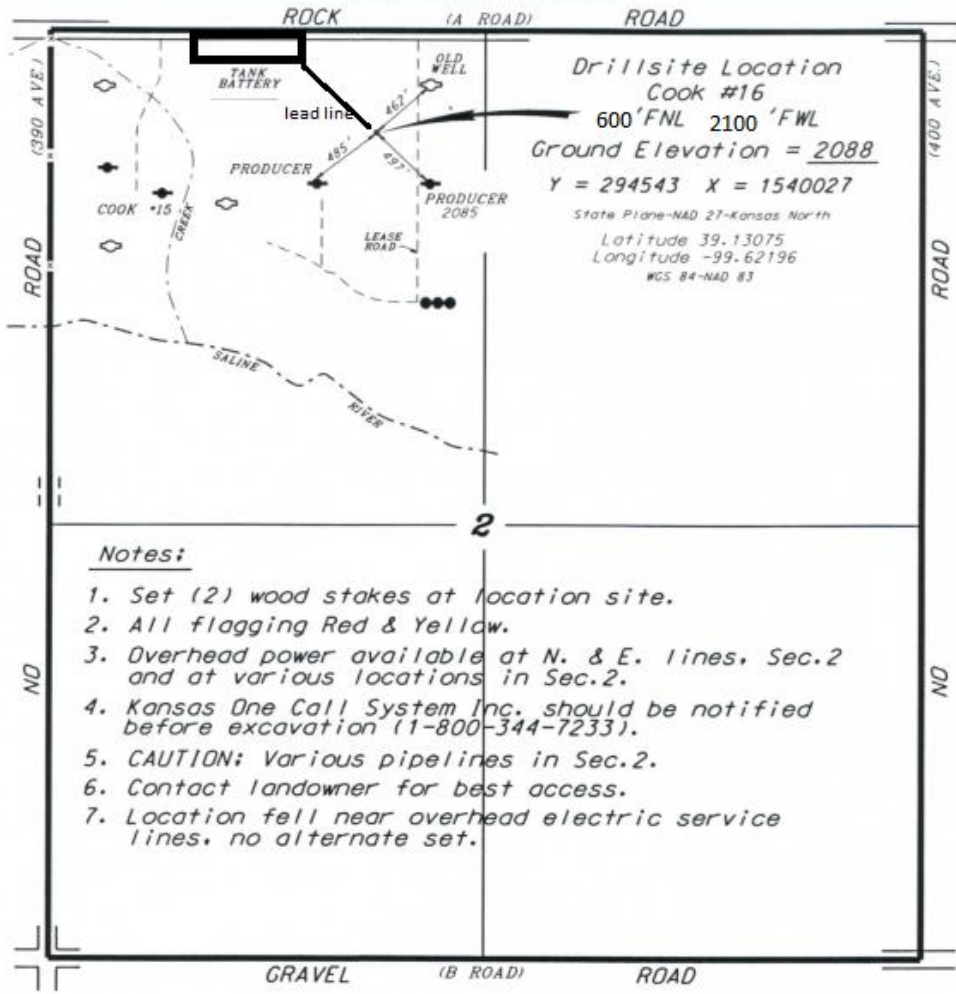 ROCK (A ROAD) ROAD
(390 AVE.)
ROAD
NO
TANK
BATTERY
lead line
OLD
WELL
462'
485'
497'
PRODUCER
PRODUCER
2085
COOK #15
CREEK
LEASE
ROAD
SALINE
RIVER
Drillsite Location
Cook #16
600'FNL 2100'FWL
Ground Elevation = 2088
Y = 294543 X = 1540027
State Plane-NAD 27-Kansas North
Latitude 39.13075
Longitude -99.62196
WGS 84-NAD 83
(400 AVE.)
ROAD
NO
2
Notes:
1. Set (2) wood stakes at location site.
2. All flagging Red & Yellow.
3. Overhead power available at N. & E. lines, Sec.2
and at various locations in Sec.2.
4. Kansas One Call System Inc. should be notified
before excavation (1-800-344-7233).
5. CAUTION: Various pipelines in Sec.2.
6. Contact landowner for best access.
7. Location fell near overhead electric service
lines, no alternate set.
GRAVEL (B ROAD) ROAD